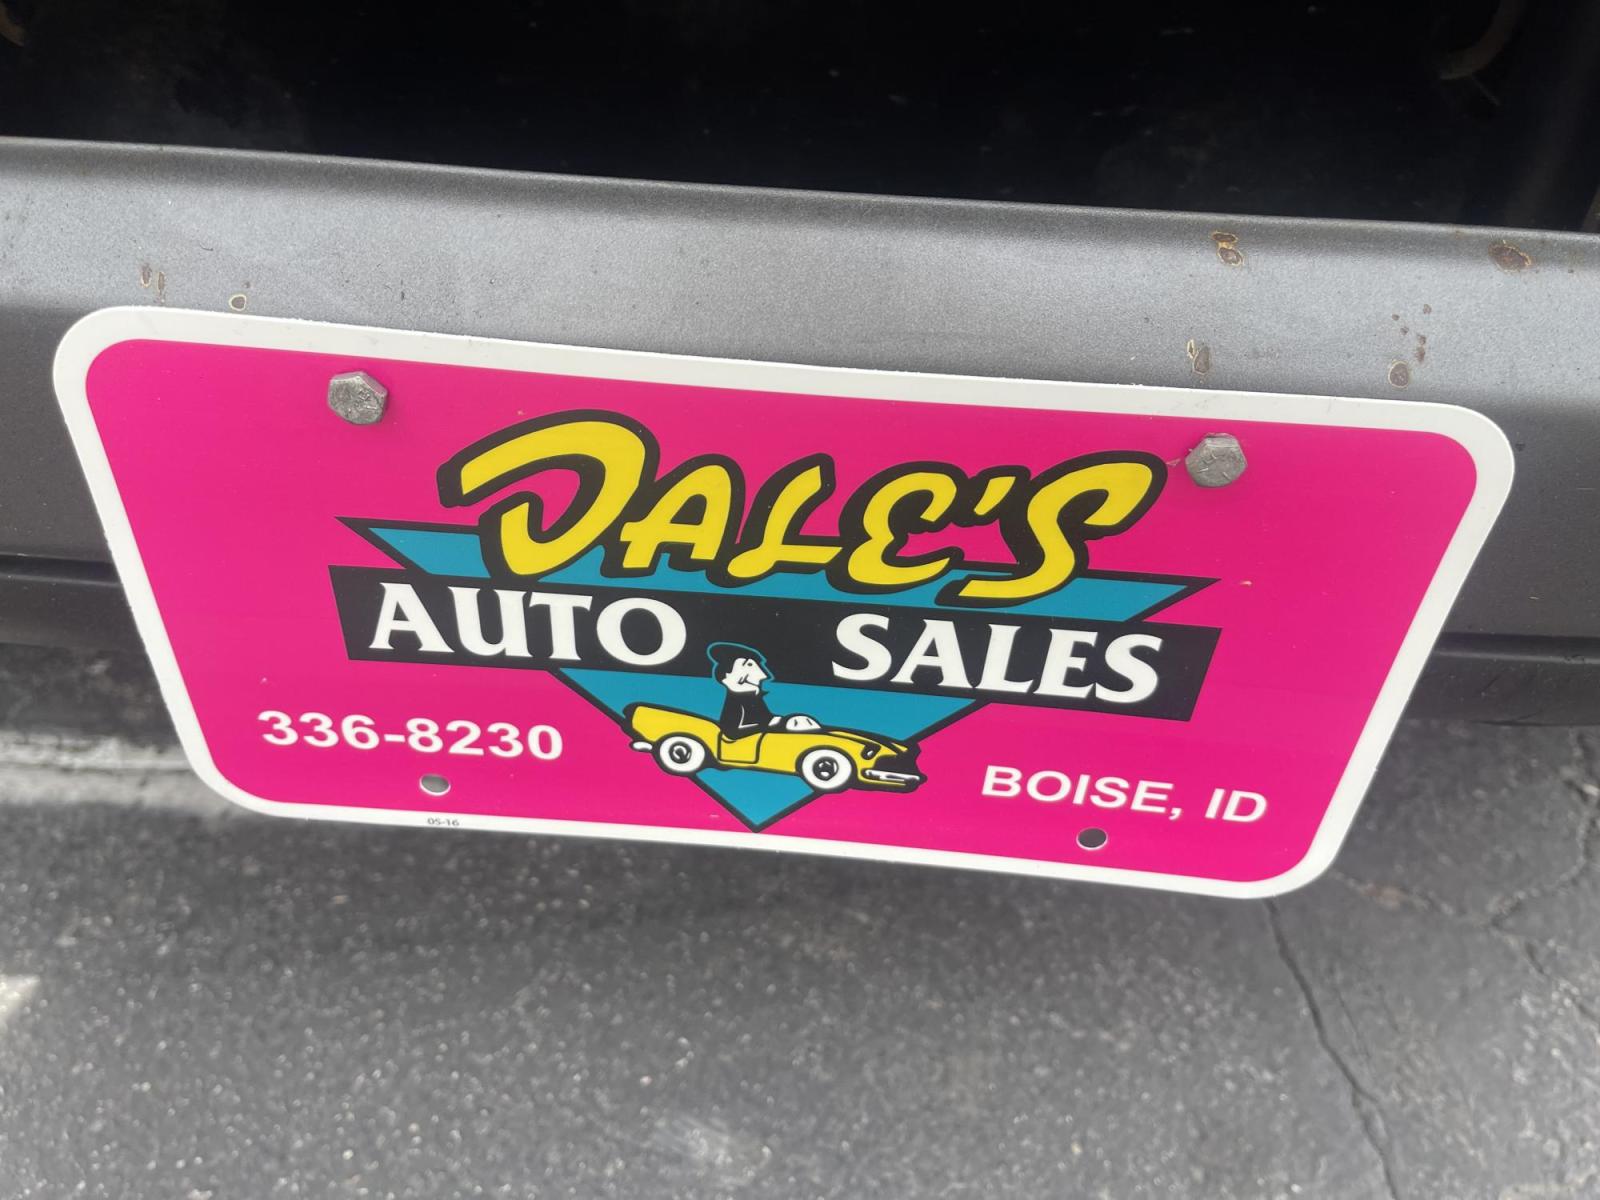 DALE'S
AUTO SALES
336-8230
BOISE, ID
05-16